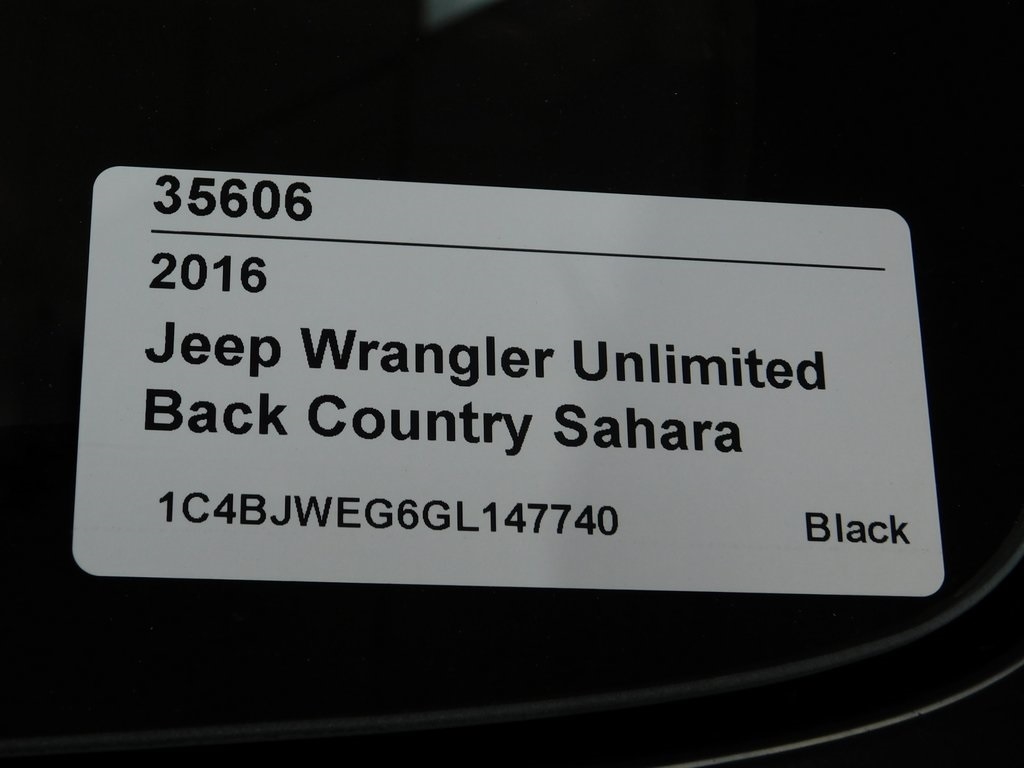 35606
2016
Jeep Wrangler Unlimited
Back Country Sahara
1C4BJWEG6GL147740 Black